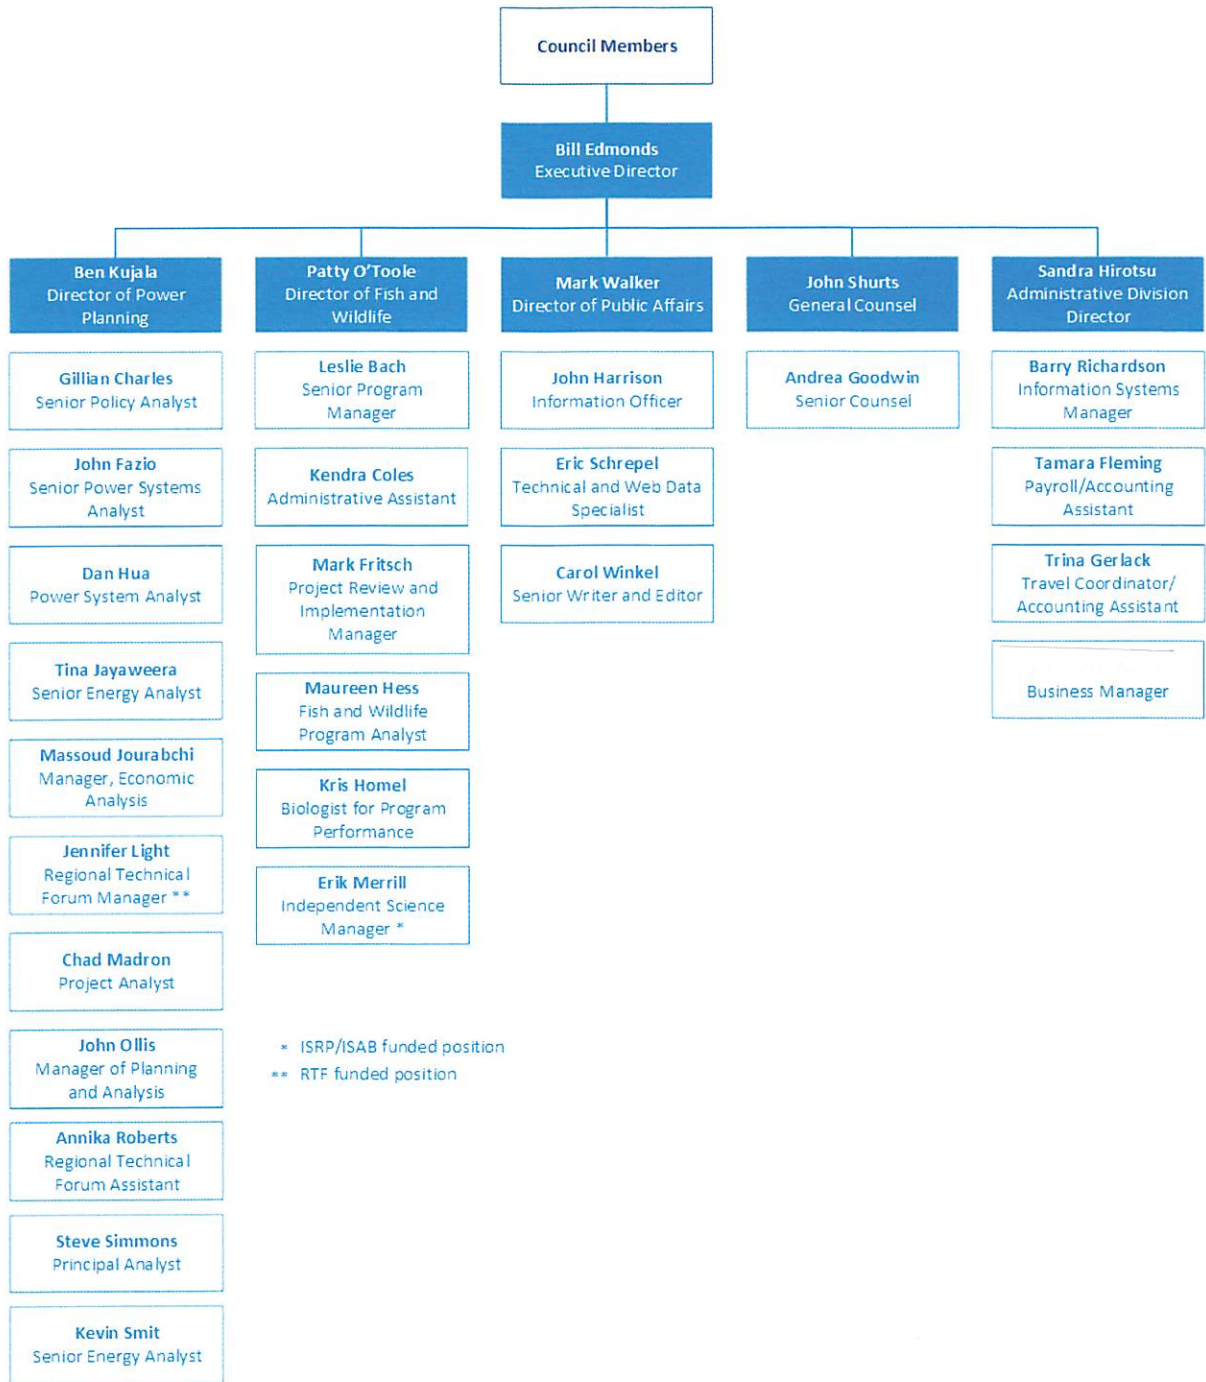 Council Members
Bill Edmonds
Executive Director
Ben Kujala
Director of Power
Planning
Patty O'Toole
Director of Fish and
Wildlife
Mark Walker
Director of Public Affairs
John Shurts
General Counsel
Sandra Hirotsu
Administrative Division
Director
Gillian Charles
Senior Policy Analyst
John Fazio
Senior Power Systems
Analyst
Dan Hua
Power System Analyst
Tina Jayaweera
Senior Energy Analyst
Massoud Jourabchi
Manager, Economic
Analysis
Jennifer Light
Regional Technical
Forum Manager **
Chad Madron
Project Analyst
John Ollis
Manager of Planning
and Analysis
Annika Roberts
Regional Technical
Forum Assistant
Steve Simmons
Principal Analyst
Kevin Smit
Senior Energy Analyst
Leslie Bach
Senior Program
Manager
Kendra Coles
Administrative Assistant
Mark Fritsch
Project Review and
Implementation
Manager
Maureen Hess
Fish and Wildlife
Program Analyst
Kris Homel
Biologist for Program
Performance
Erik Merrill
Independent Science
Manager *
John Harrison
Information Officer
Eric Schrepel
Technical and Web Data
Specialist
Carol Winkel
Senior Writer and Editor
Andrea Goodwin
Senior Counsel
Barry Richardson
Information Systems
Manager
Tamara Fleming
Payroll/Accounting
Assistant
Trina Gerlack
Travel Coordinator/
Accounting Assistant
Business Manager
* ISRP/ISAB funded position
** RTF funded position